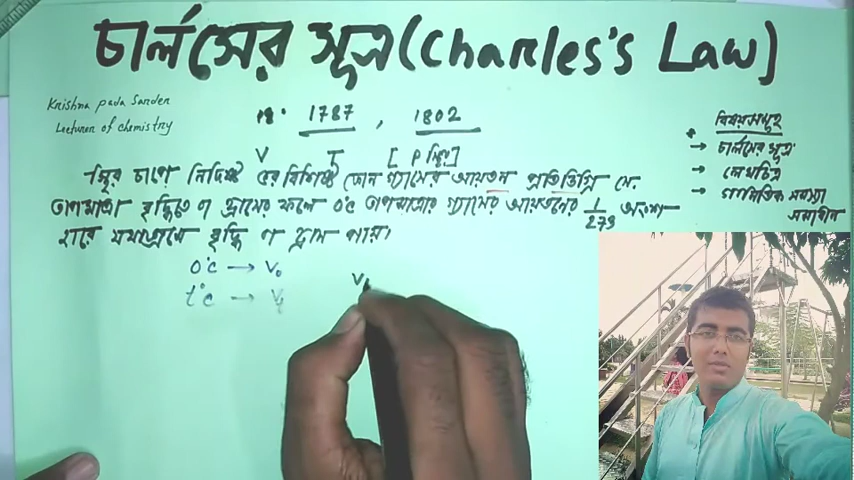 চার্লসের সূত্র (Charles's Law)
Krishna pada Sarder
Lecturer of chemistry
1787 , 1802
V T [P স্থির]
স্থির চাপে নির্দিষ্ট ভর বিশিষ্ট কোন গ্যাসের আয়তন প্রতিডিগ্রি সে.
তাপমাত্রা বৃদ্ধিতে ও হ্রাসের ফলে 0°c তাপমাত্রার গ্যাসের আয়তনের 1/273 অংশ
হারে যথাক্রমে বৃদ্ধি ও হ্রাস পায়।
0°c → V₀
t°c → Vt
V
বিষয়সমূহ
→ চার্লসের সূত্র
→ লেখচিত্র
→ গাণিতিক সমস্যা
সমাধান